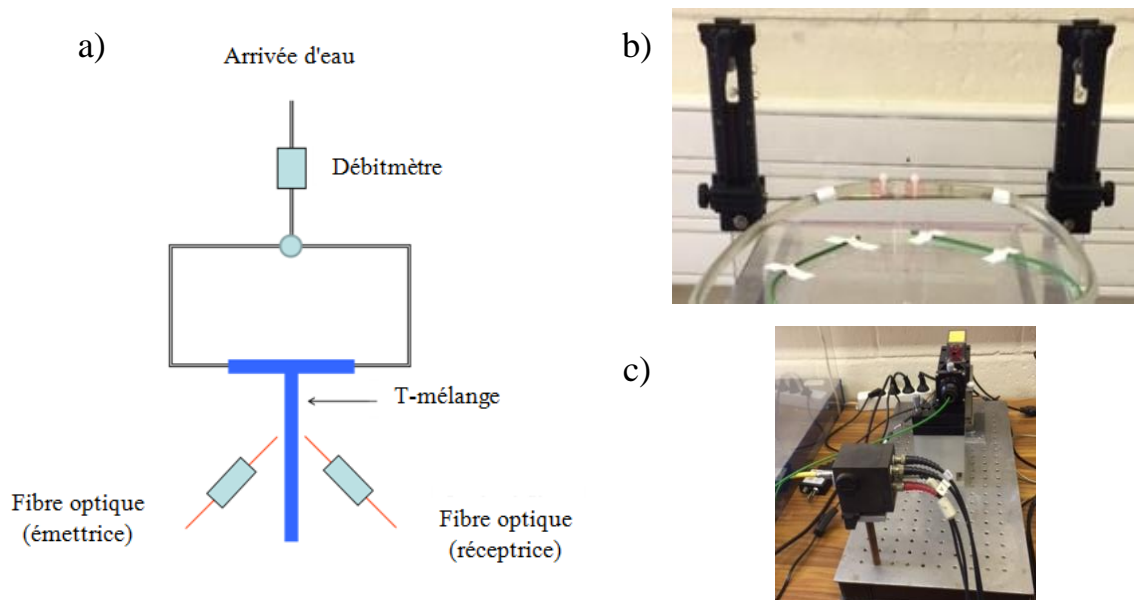 a)
Arrivée d'eau
Débitmètre
T-mélange
Fibre optique
(émettrice)
Fibre optique
(réceptrice)
b)
c)